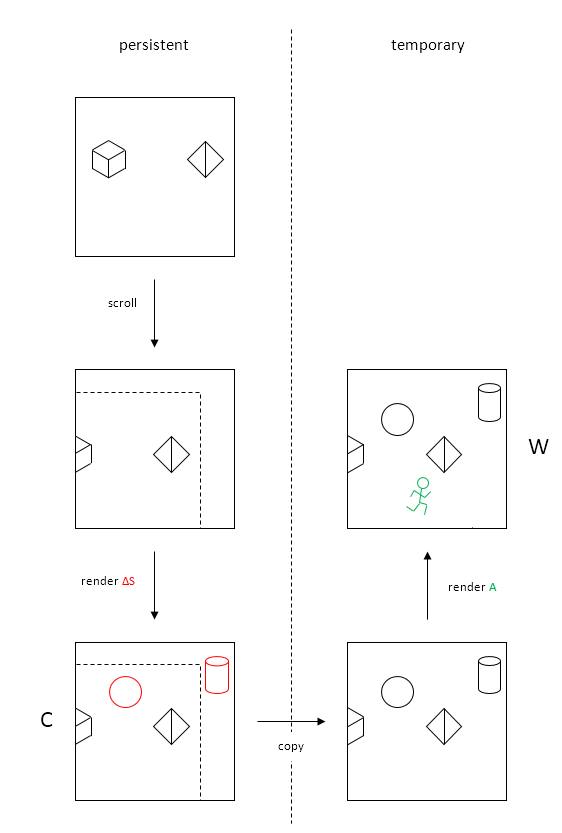 persistent
temporary
scroll
W
render ΔS
render A
C
copy